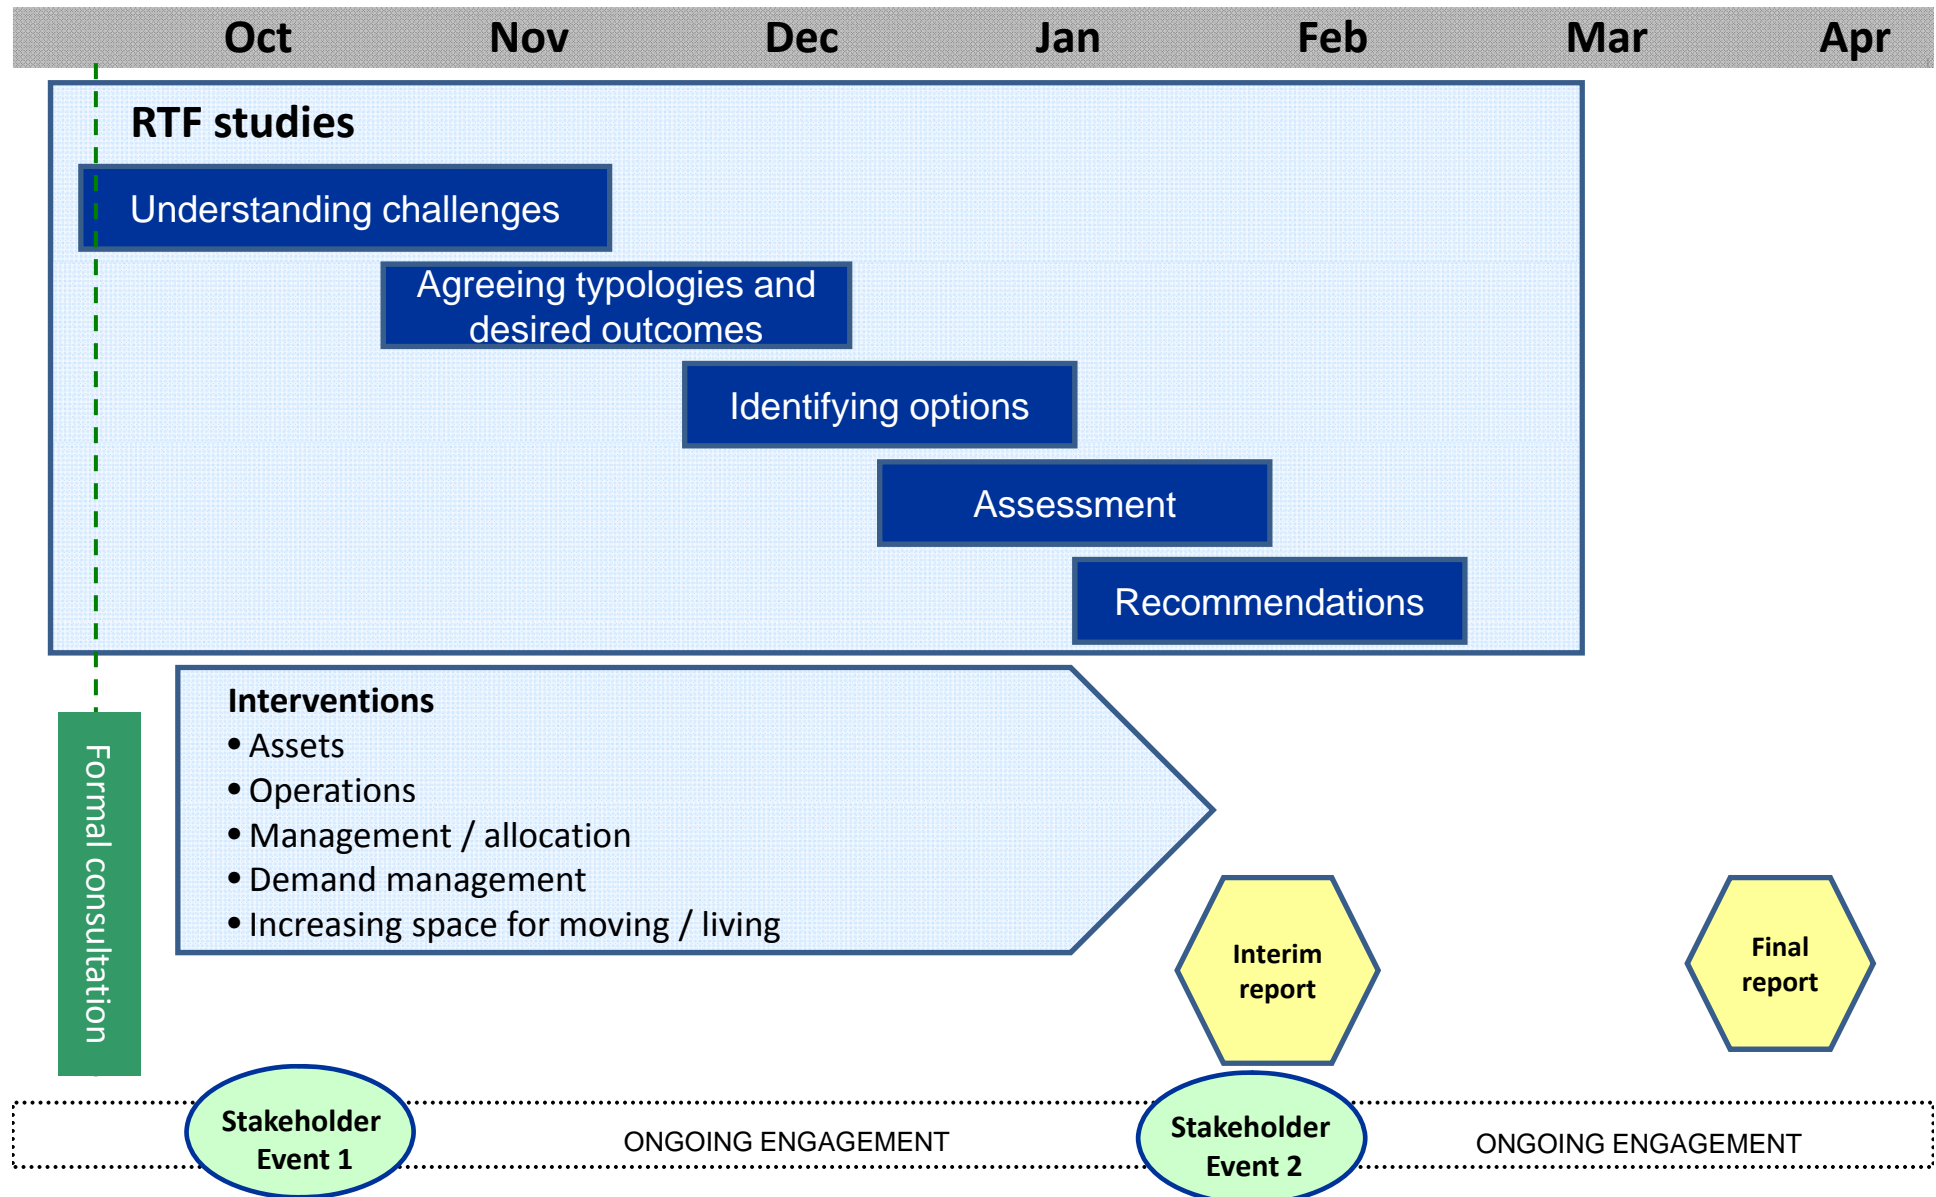 Oct Nov Dec Jan Feb Mar Apr
RTF studies
Understanding challenges
Agreeing typologies and
desired outcomes
Identifying options
Assessment
Recommendations
Interventions
• Assets
• Operations
• Management / allocation
• Demand management
• Increasing space for moving / living
Formal consultation
Interim
report
Final
report
Stakeholder
Event 1
ONGOING ENGAGEMENT
Stakeholder
Event 2
ONGOING ENGAGEMENT